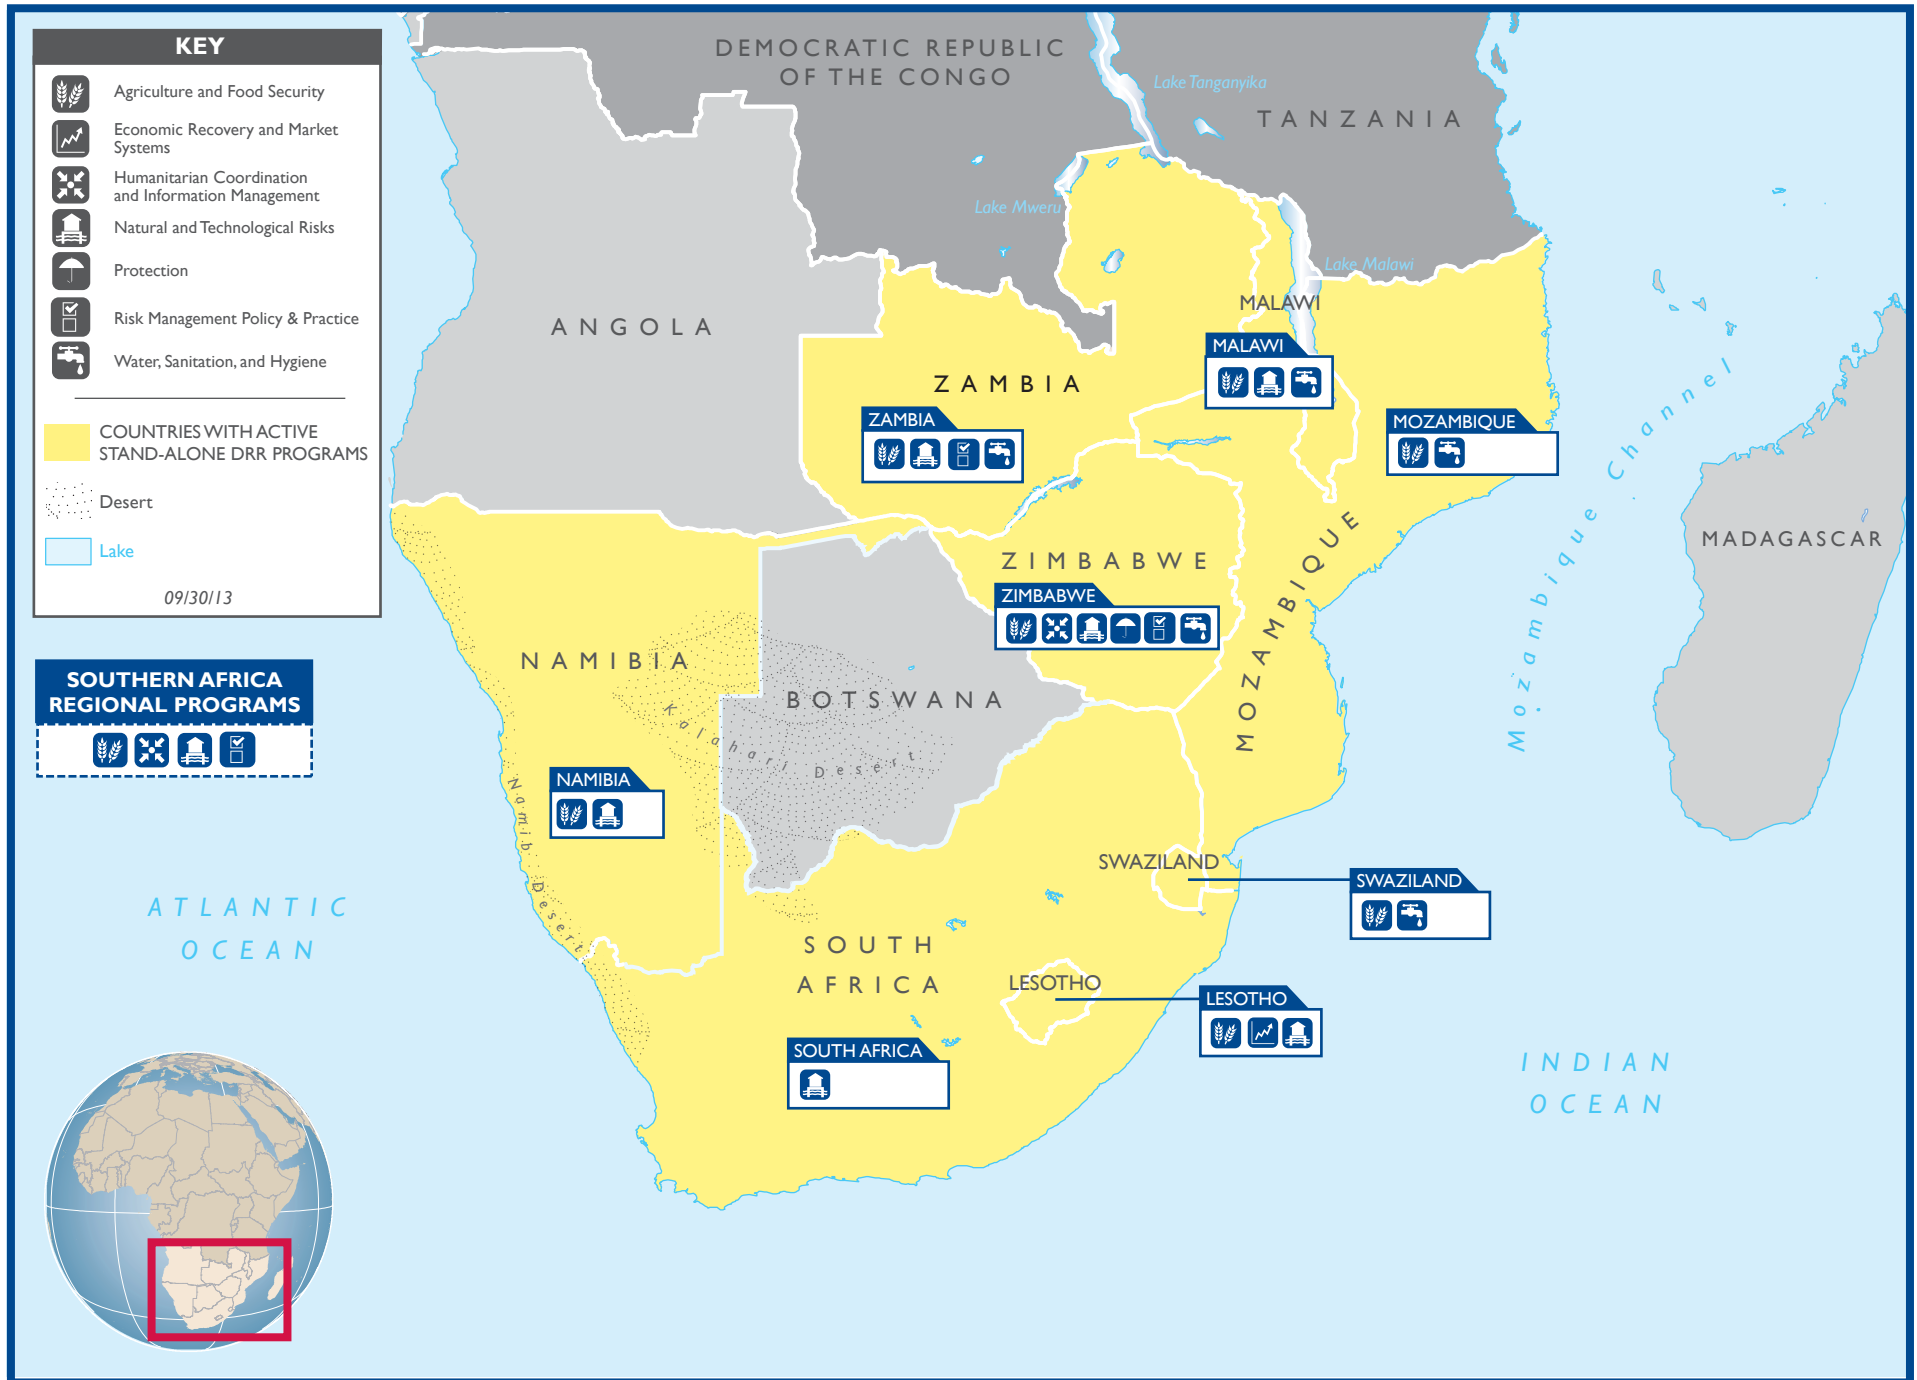 KEY
Agriculture and Food Security
Economic Recovery and Market
Systems
Humanitarian Coordination
and Information Management
Natural and Technological Risks
Protection
Risk Management Policy & Practice
Water, Sanitation, and Hygiene
COUNTRIES WITH ACTIVE
STAND-ALONE DRR PROGRAMS
Desert
Lake
09/30/13
SOUTHERN AFRICA
REGIONAL PROGRAMS
DEMOCRATIC REPUBLIC
OF THE CONGO
Lake Tanganyika
TANZANIA
Lake Mweru
Lake Malawi
MALAWI
ANGOLA
MALAWI
ZAMBIA
ZAMBIA
MOZAMBIQUE
Mozambique Channel
MADAGASCAR
ZIMBABWE
ZIMBABWE
MOZAMBIQUE
NAMIBIA
BOTSWANA
Kalahari Desert
NAMIBIA
Namib Desert
SWAZILAND
SWAZILAND
ATLANTIC
OCEAN
SOUTH
AFRICA
LESOTHO
LESOTHO
SOUTH AFRICA
INDIAN
OCEAN